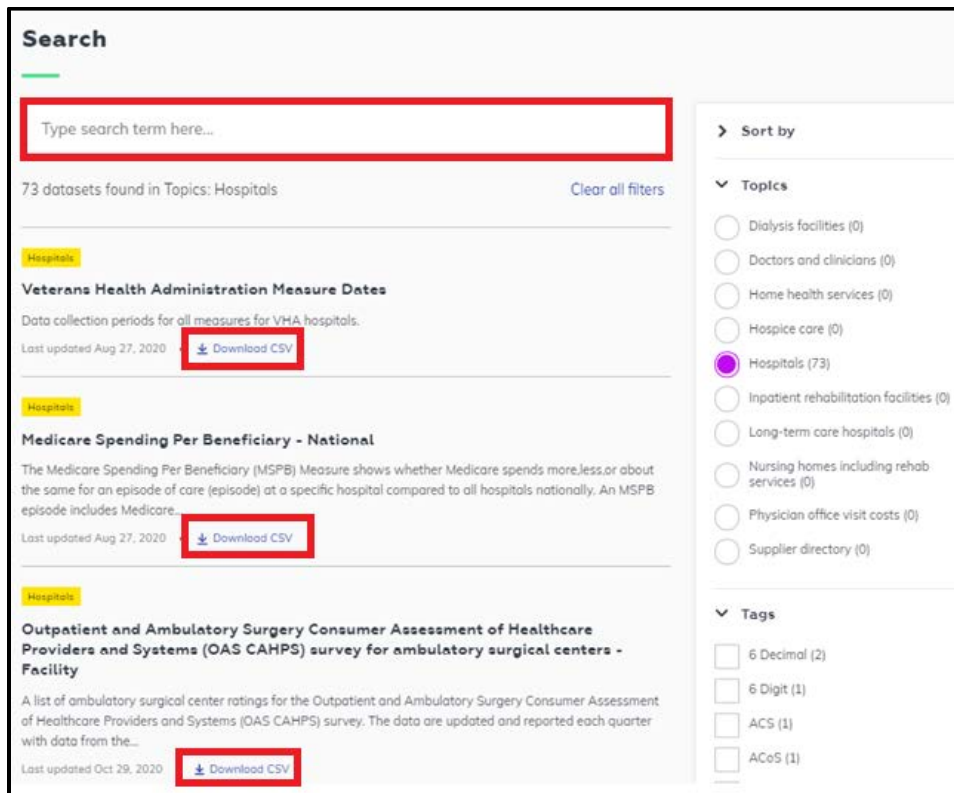 Search
Type search term here...
73 datasets found in Topics: Hospitals
Clear all filters
Hospitals
Veterans Health Administration Measure Dates
Data collection periods for all measures for VHA hospitals.
Last updated Aug 27, 2020
Download CSV
Hospitals
Medicare Spending Per Beneficiary - National
The Medicare Spending Per Beneficiary (MSPB) Measure shows whether Medicare spends more,less,or about
the same for an episode of care (episode) at a specific hospital compared to all hospitals nationally. An MSPB
episode includes Medicare...
Last updated Aug 27, 2020
Download CSV
Hospitals
Outpatient and Ambulatory Surgery Consumer Assessment of Healthcare
Providers and Systems (OAS CAHPS) survey for ambulatory surgical centers -
Facility
A list of ambulatory surgical center ratings for the Outpatient and Ambulatory Surgery Consumer Assessment
of Healthcare Providers and Systems (OAS CAHPS) survey. The data are updated and reported each quarter
with data from the...
Last updated Oct 29, 2020
Download CSV
Sort by
Topics
Dialysis facilities (0)
Doctors and clinicians (0)
Home health services (0)
Hospice care (0)
Hospitals (73)
Inpatient rehabilitation facilities (0)
Long-term care hospitals (0)
Nursing homes including rehab
services (0)
Physician office visit costs (0)
Supplier directory (0)
Tags
6 Decimal (2)
6 Digit (1)
ACS (1)
ACoS (1)